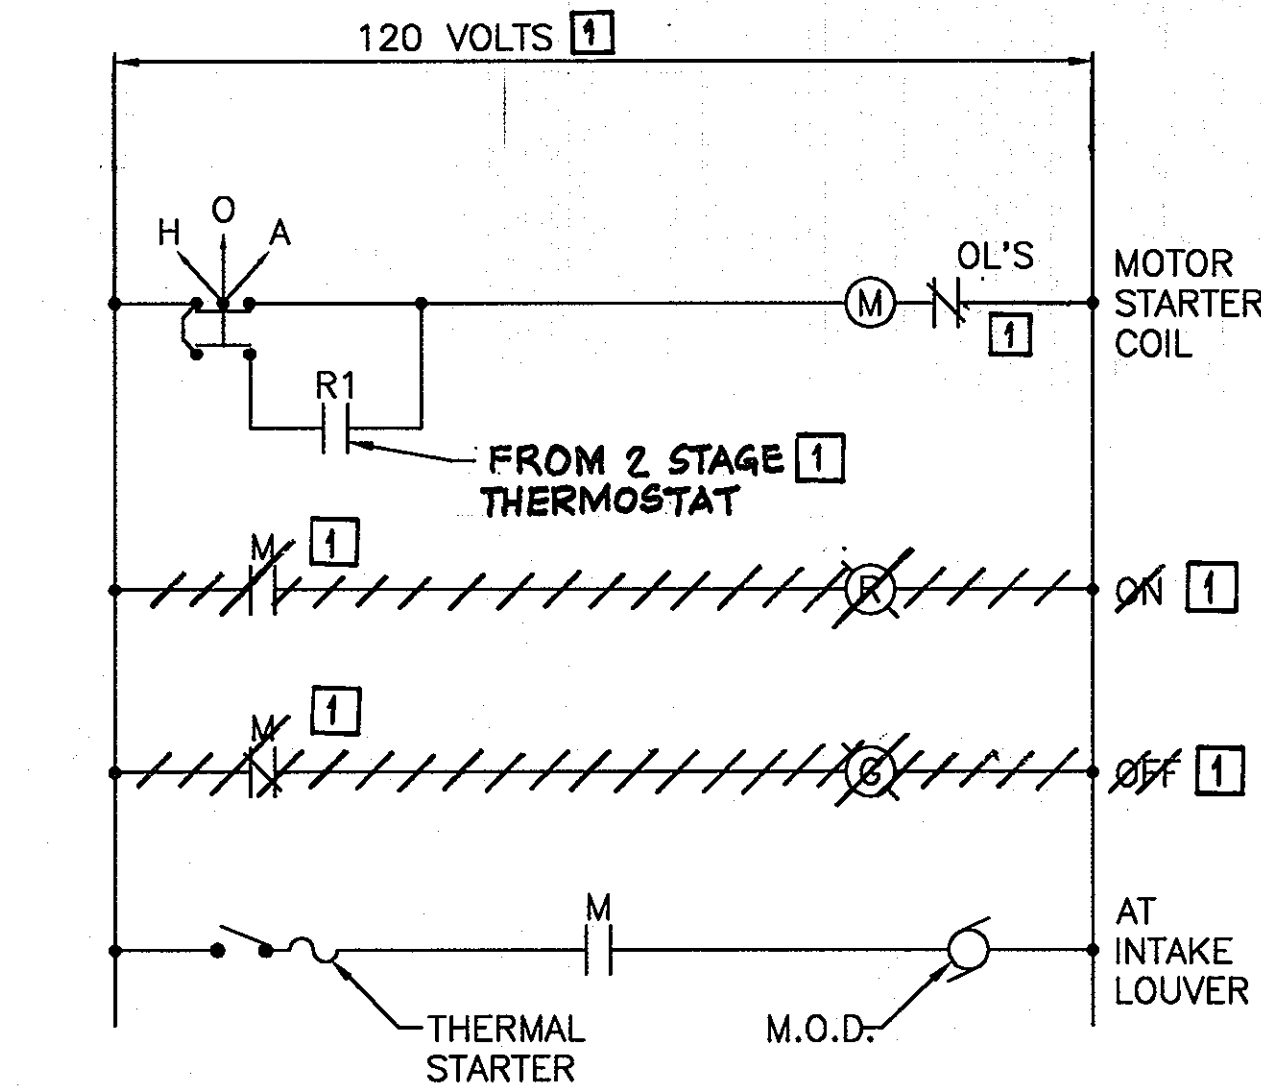 120 VOLTS 1
H O A
OL'S
M
1
MOTOR
STARTER
COIL
R1
FROM 2 STAGE 1
THERMOSTAT
M 1
R
ON 1
M 1
G
OFF 1
M
AT
INTAKE
LOUVER
THERMAL
STARTER
M.O.D.